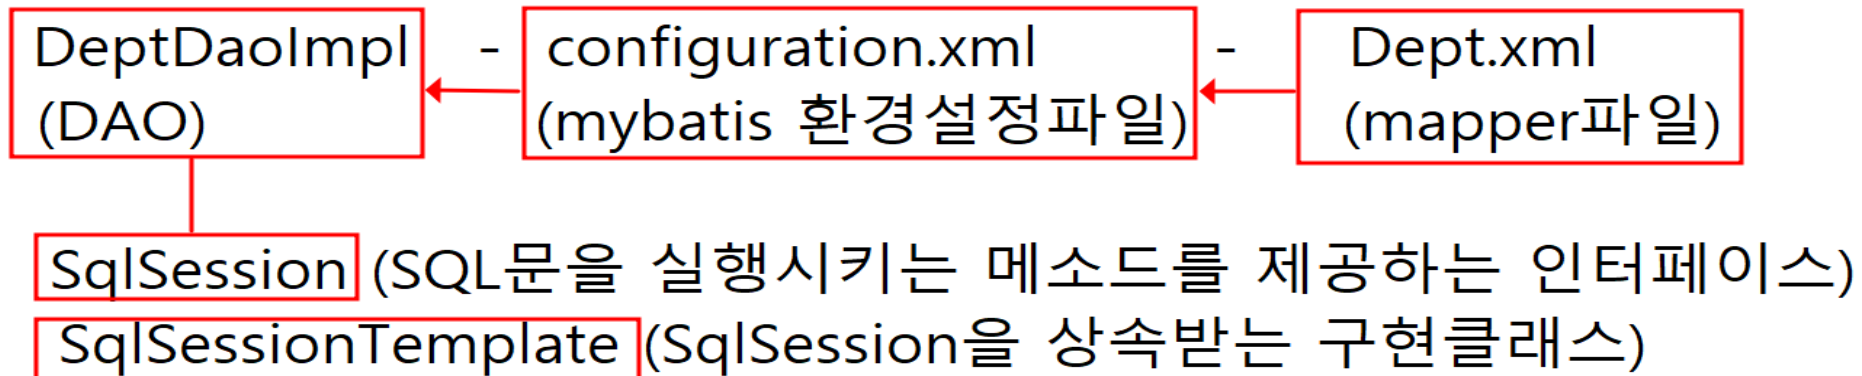 DeptDaoImpl - configuration.xml - Dept.xml
(DAO) (mybatis 환경설정파일) (mapper파일)
SqlSession (SQL문을 실행시키는 메소드를 제공하는 인터페이스)
SqlSessionTemplate (SqlSession을 상속받는 구현클래스)